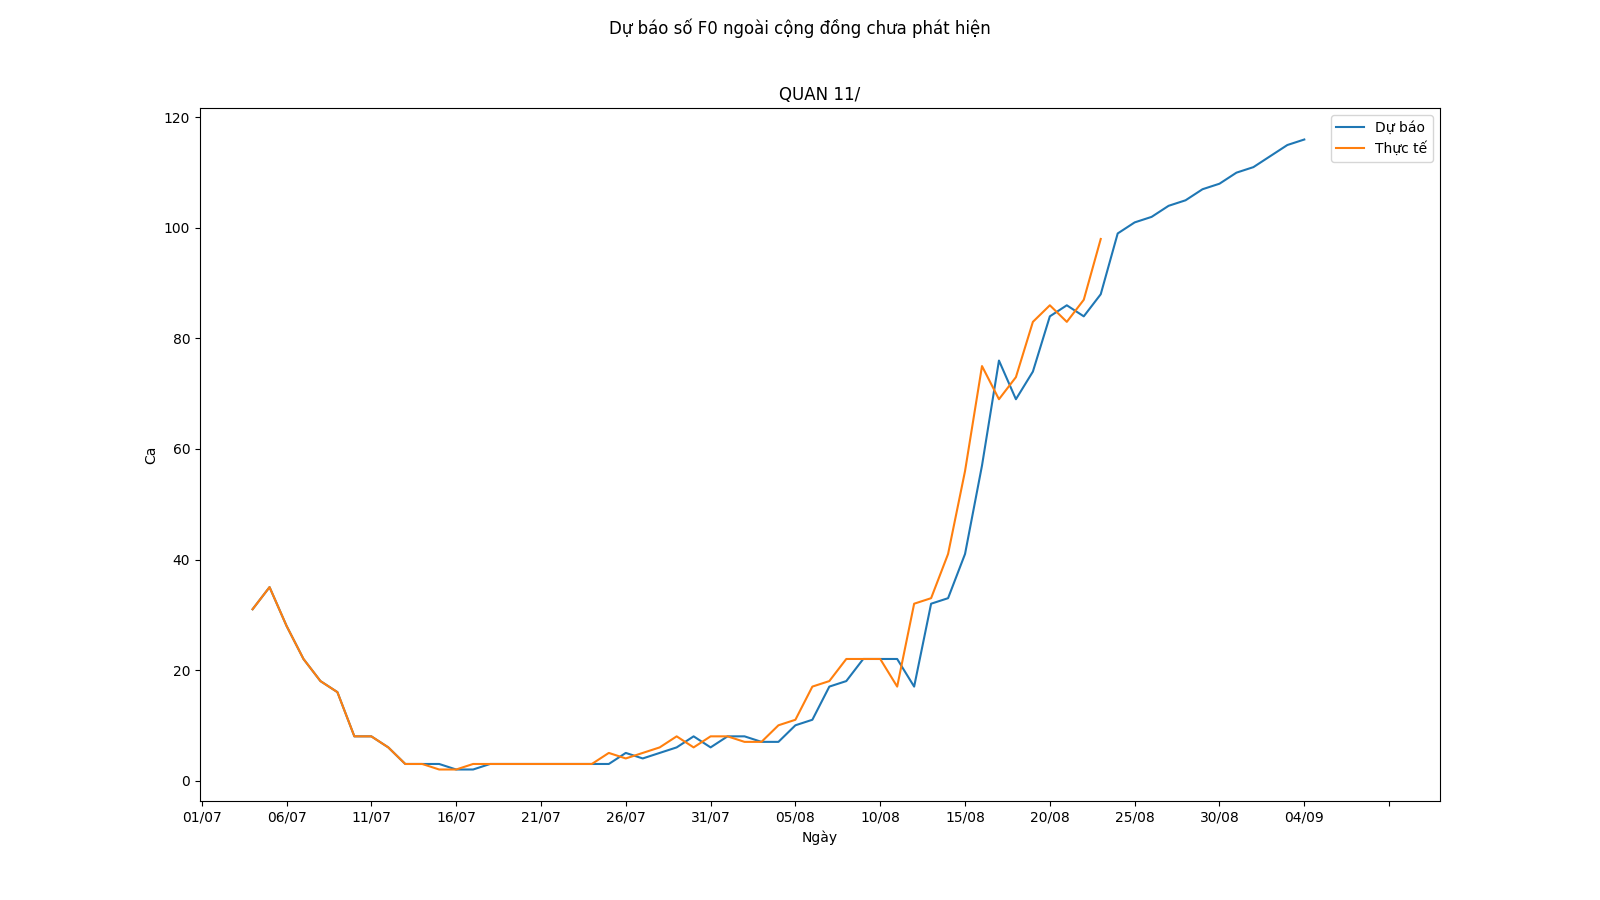 Dự báo số F0 ngoài cộng đồng chưa phát hiện
QUAN 11/
120
100
80
60
40
20
0
Ca
Dự báo
Thực tế
01/07 06/07 11/07 16/07 21/07 26/07 31/07 05/08 10/08 15/08 20/08 25/08 30/08 04/09
Ngày